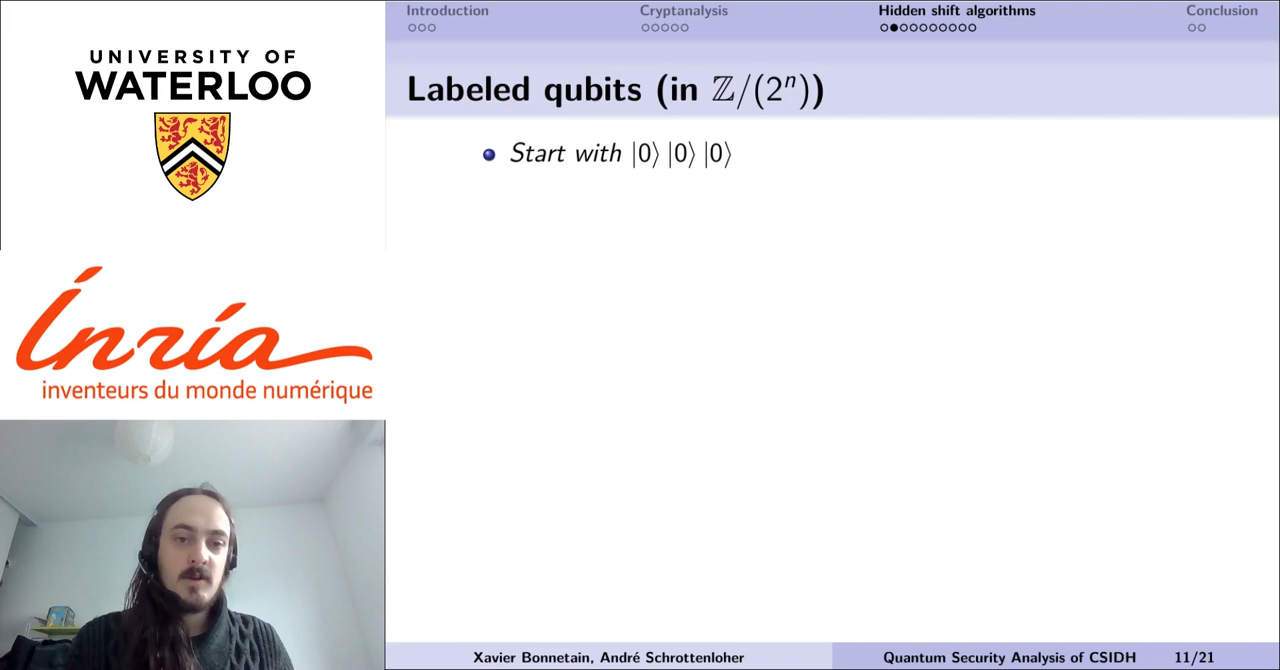 UNIVERSITY OF
WATERLOO
Inria
inventeurs du monde numérique
Introduction
Cryptanalysis
Hidden shift algorithms
Conclusion
Labeled qubits (in ℤ/(2ⁿ))
Start with |0⟩ |0⟩ |0⟩
Xavier Bonnetain, André Schrottenloher
Quantum Security Analysis of CSIDH
11/21